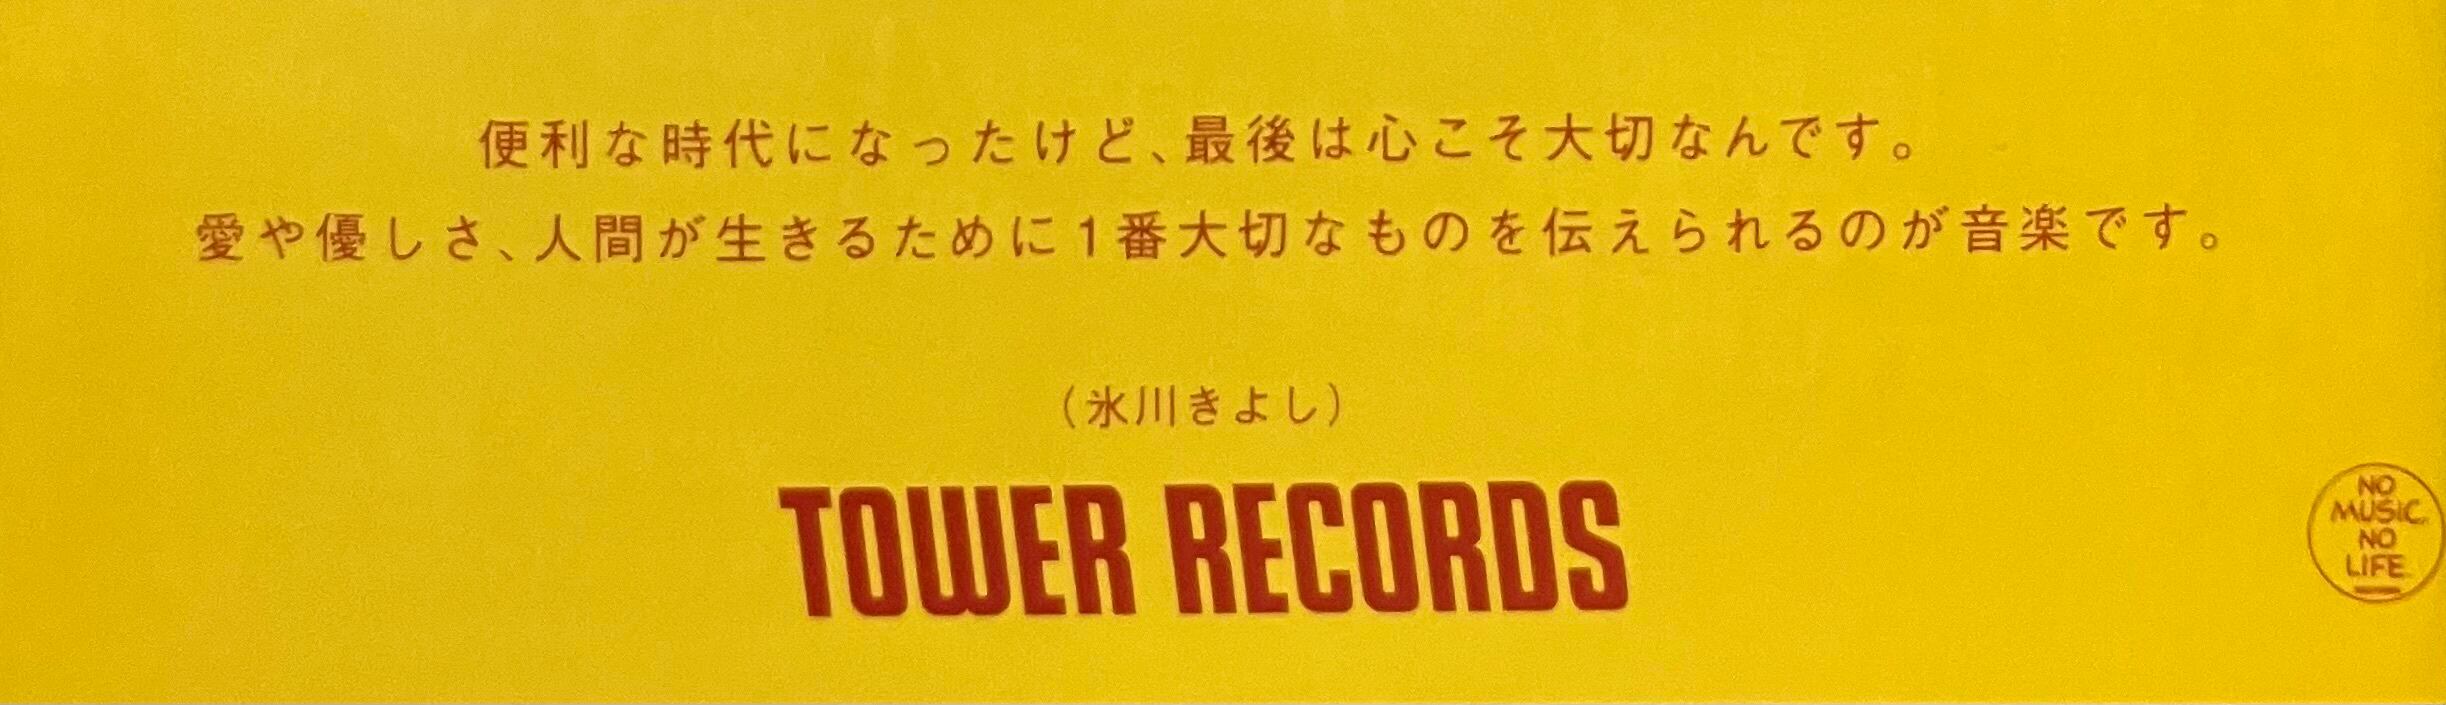 便利な時代になったけど、最後は心こそ大切なんです。
愛や優しさ、人間が生きるために1番大切なものを伝えられるのが音楽です。
（氷川きよし）
TOWER RECORDS
NO
MUSIC,
NO
LIFE.